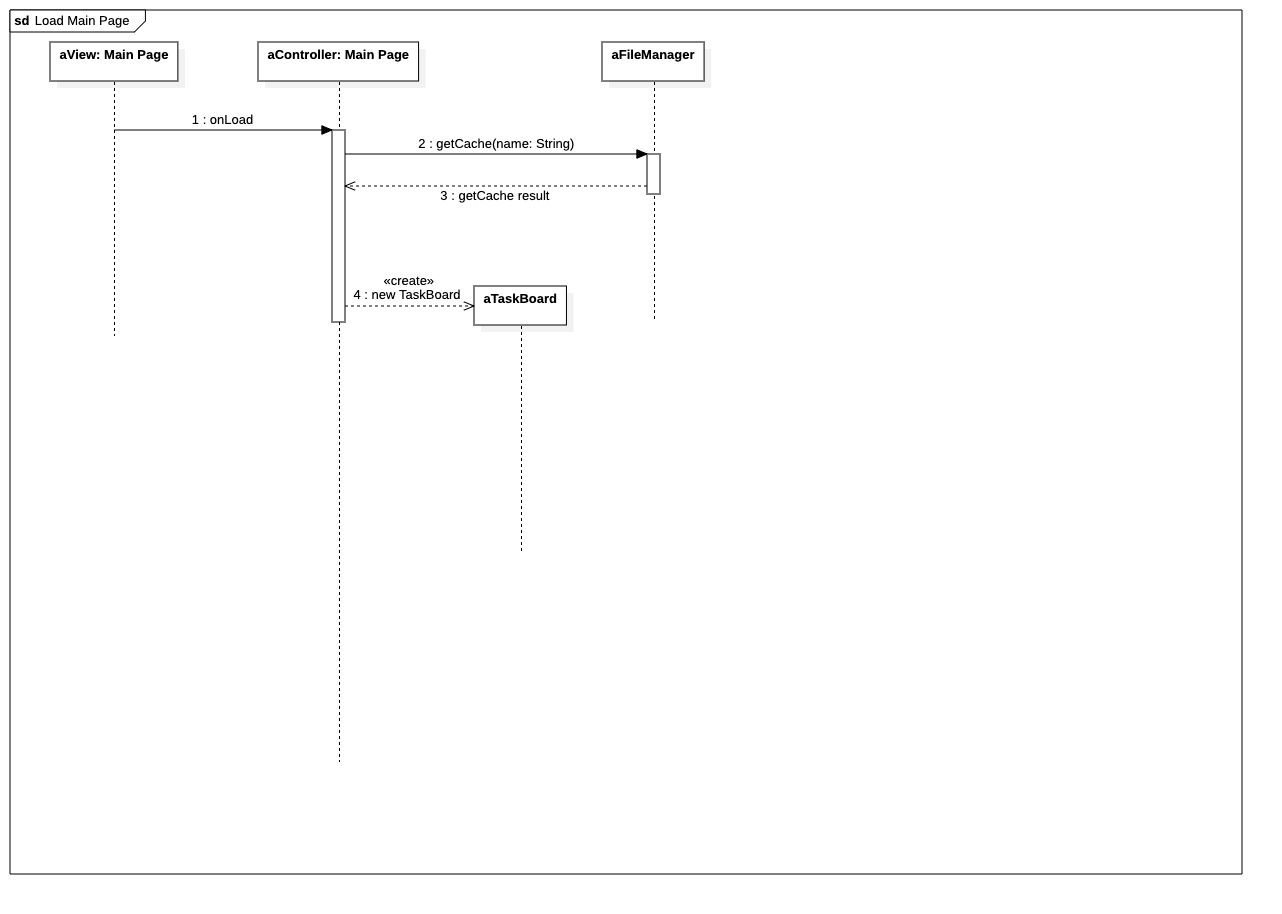 sd Load Main Page
aView: Main Page
aController: Main Page
aFileManager
1 : onLoad
2 : getCache(name: String)
3 : getCache result
«create»
4 : new TaskBoard
aTaskBoard